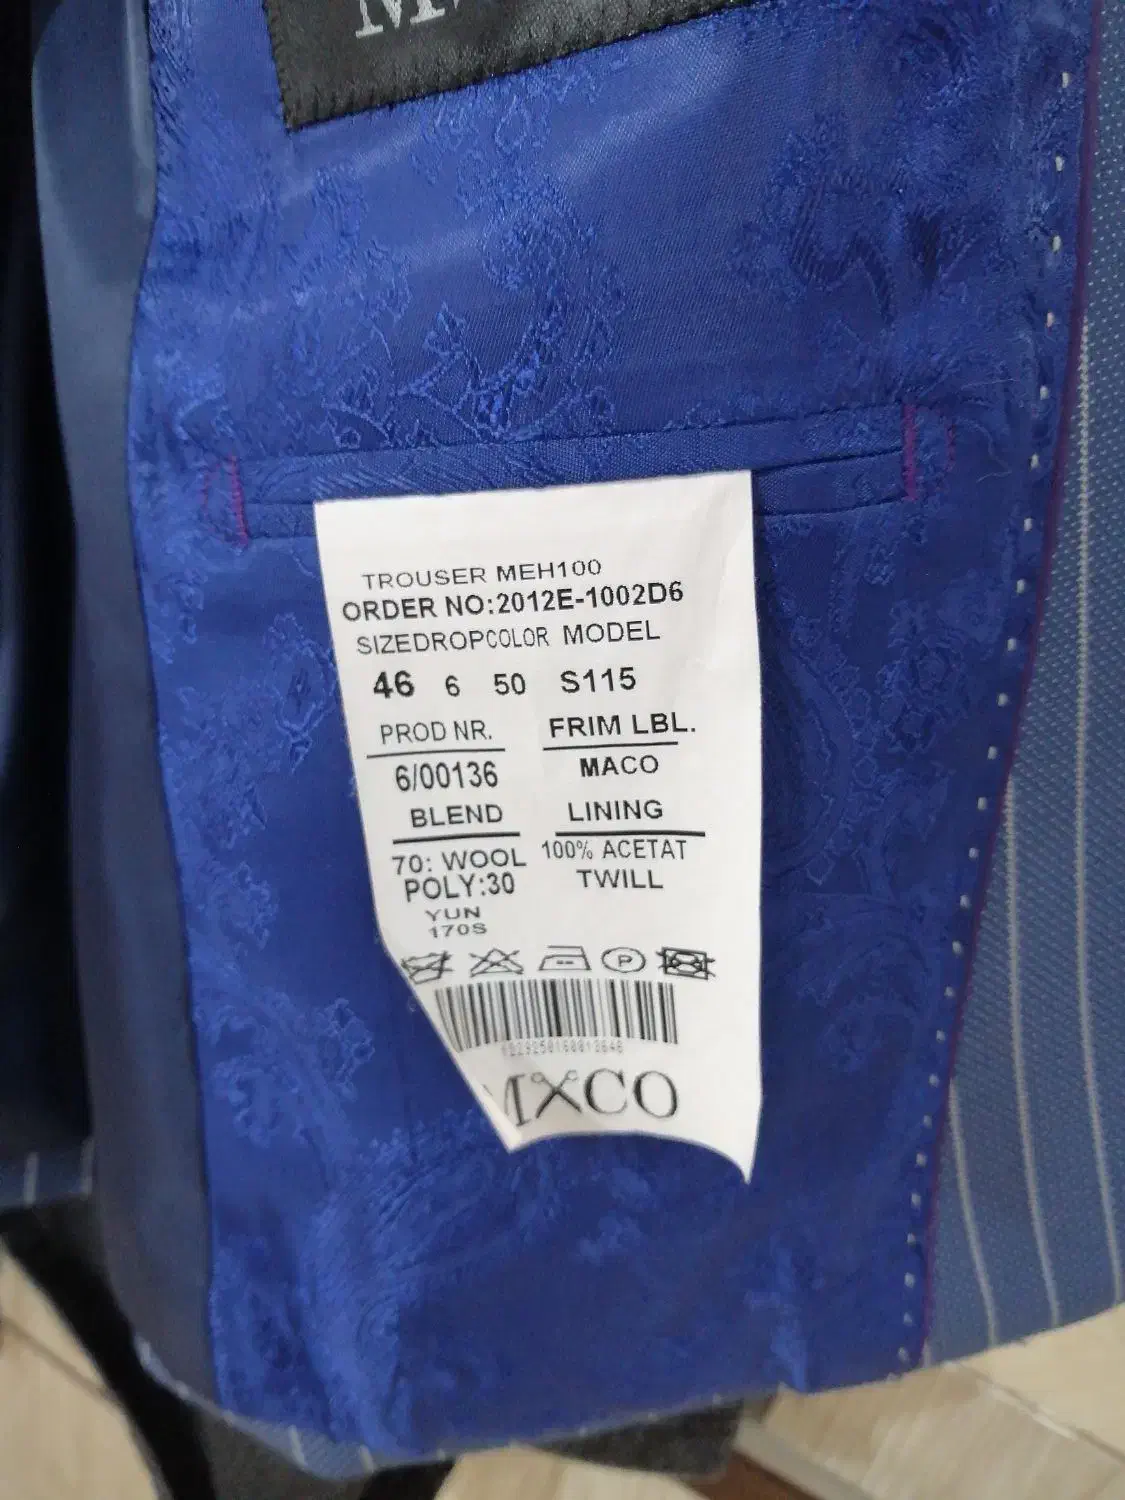 TROUSER MEH100
ORDER NO:2012E-1002D6
SIZEDROPCOLOR MODEL
46 6 50 S115
PROD NR. FRIM LBL.
6/00136 MACO
BLEND LINING
70: WOOL 100% ACETAT
POLY:30 TWILL
YUN
170S
P
MACO